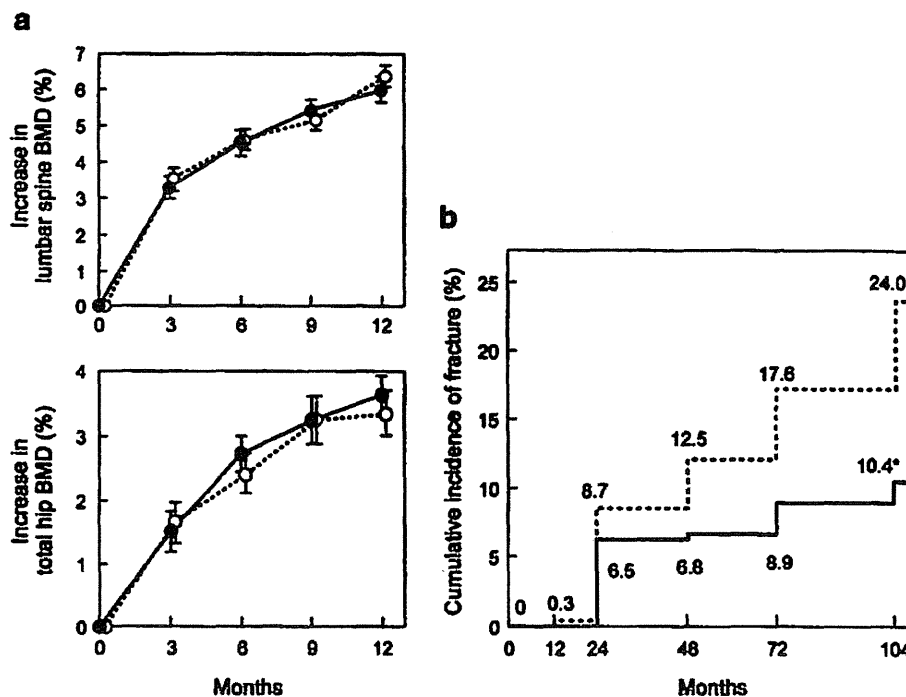 a
Increase in
lumbar spine BMD (%)
7
6
5
4
3
2
1
0
0 3 6 9 12
Increase in
total hip BMD (%)
4
3
2
1
0
0 3 6 9 12
Months
b
Cumulative incidence of fracture (%)
25
20
15
10
5
0
24.0
17.6
12.5
10.4*
8.7
6.5 6.8 8.9
0 0.3
0 12 24 48 72 104
Months